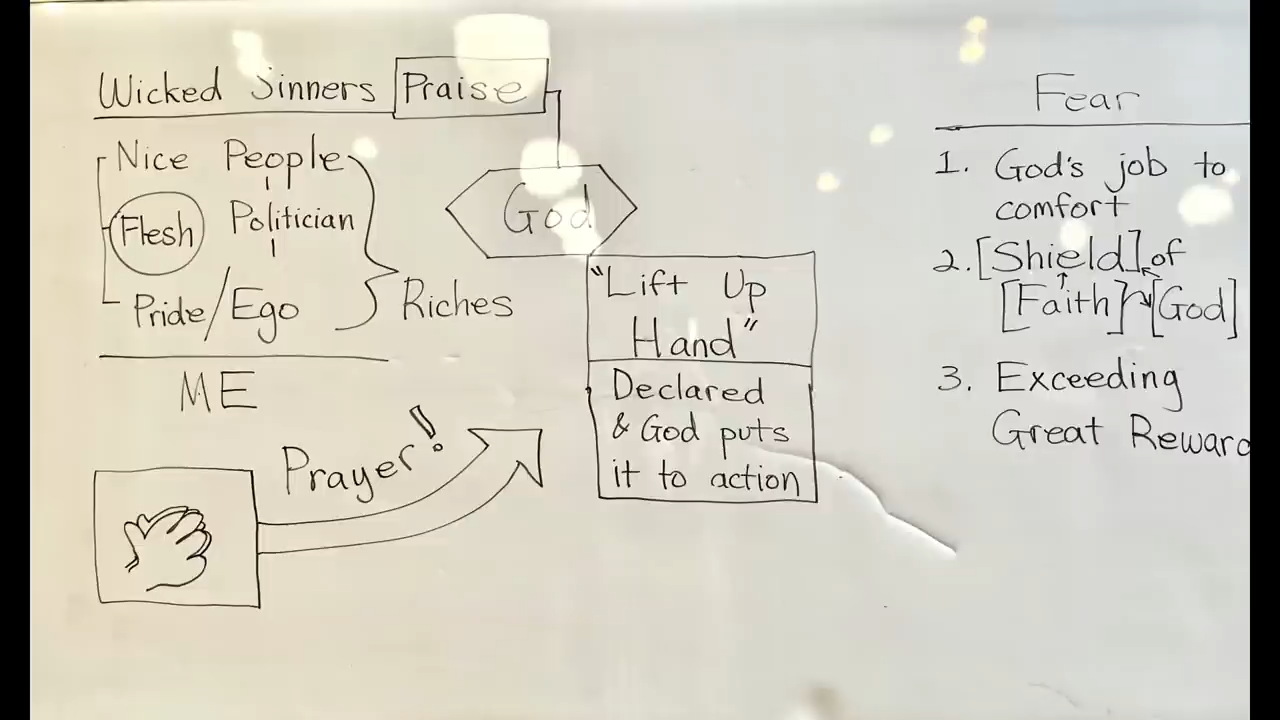 Wicked Sinners Praise
Nice People
Flesh Politician
Pride/Ego
Riches
ME
Prayer!
God
"Lift Up
Hand"
Declared
& God puts
it to action
Fear
1. God's job to
comfort
2. [Shield] of
[Faith] [God]
3. Exceeding
Great Reward